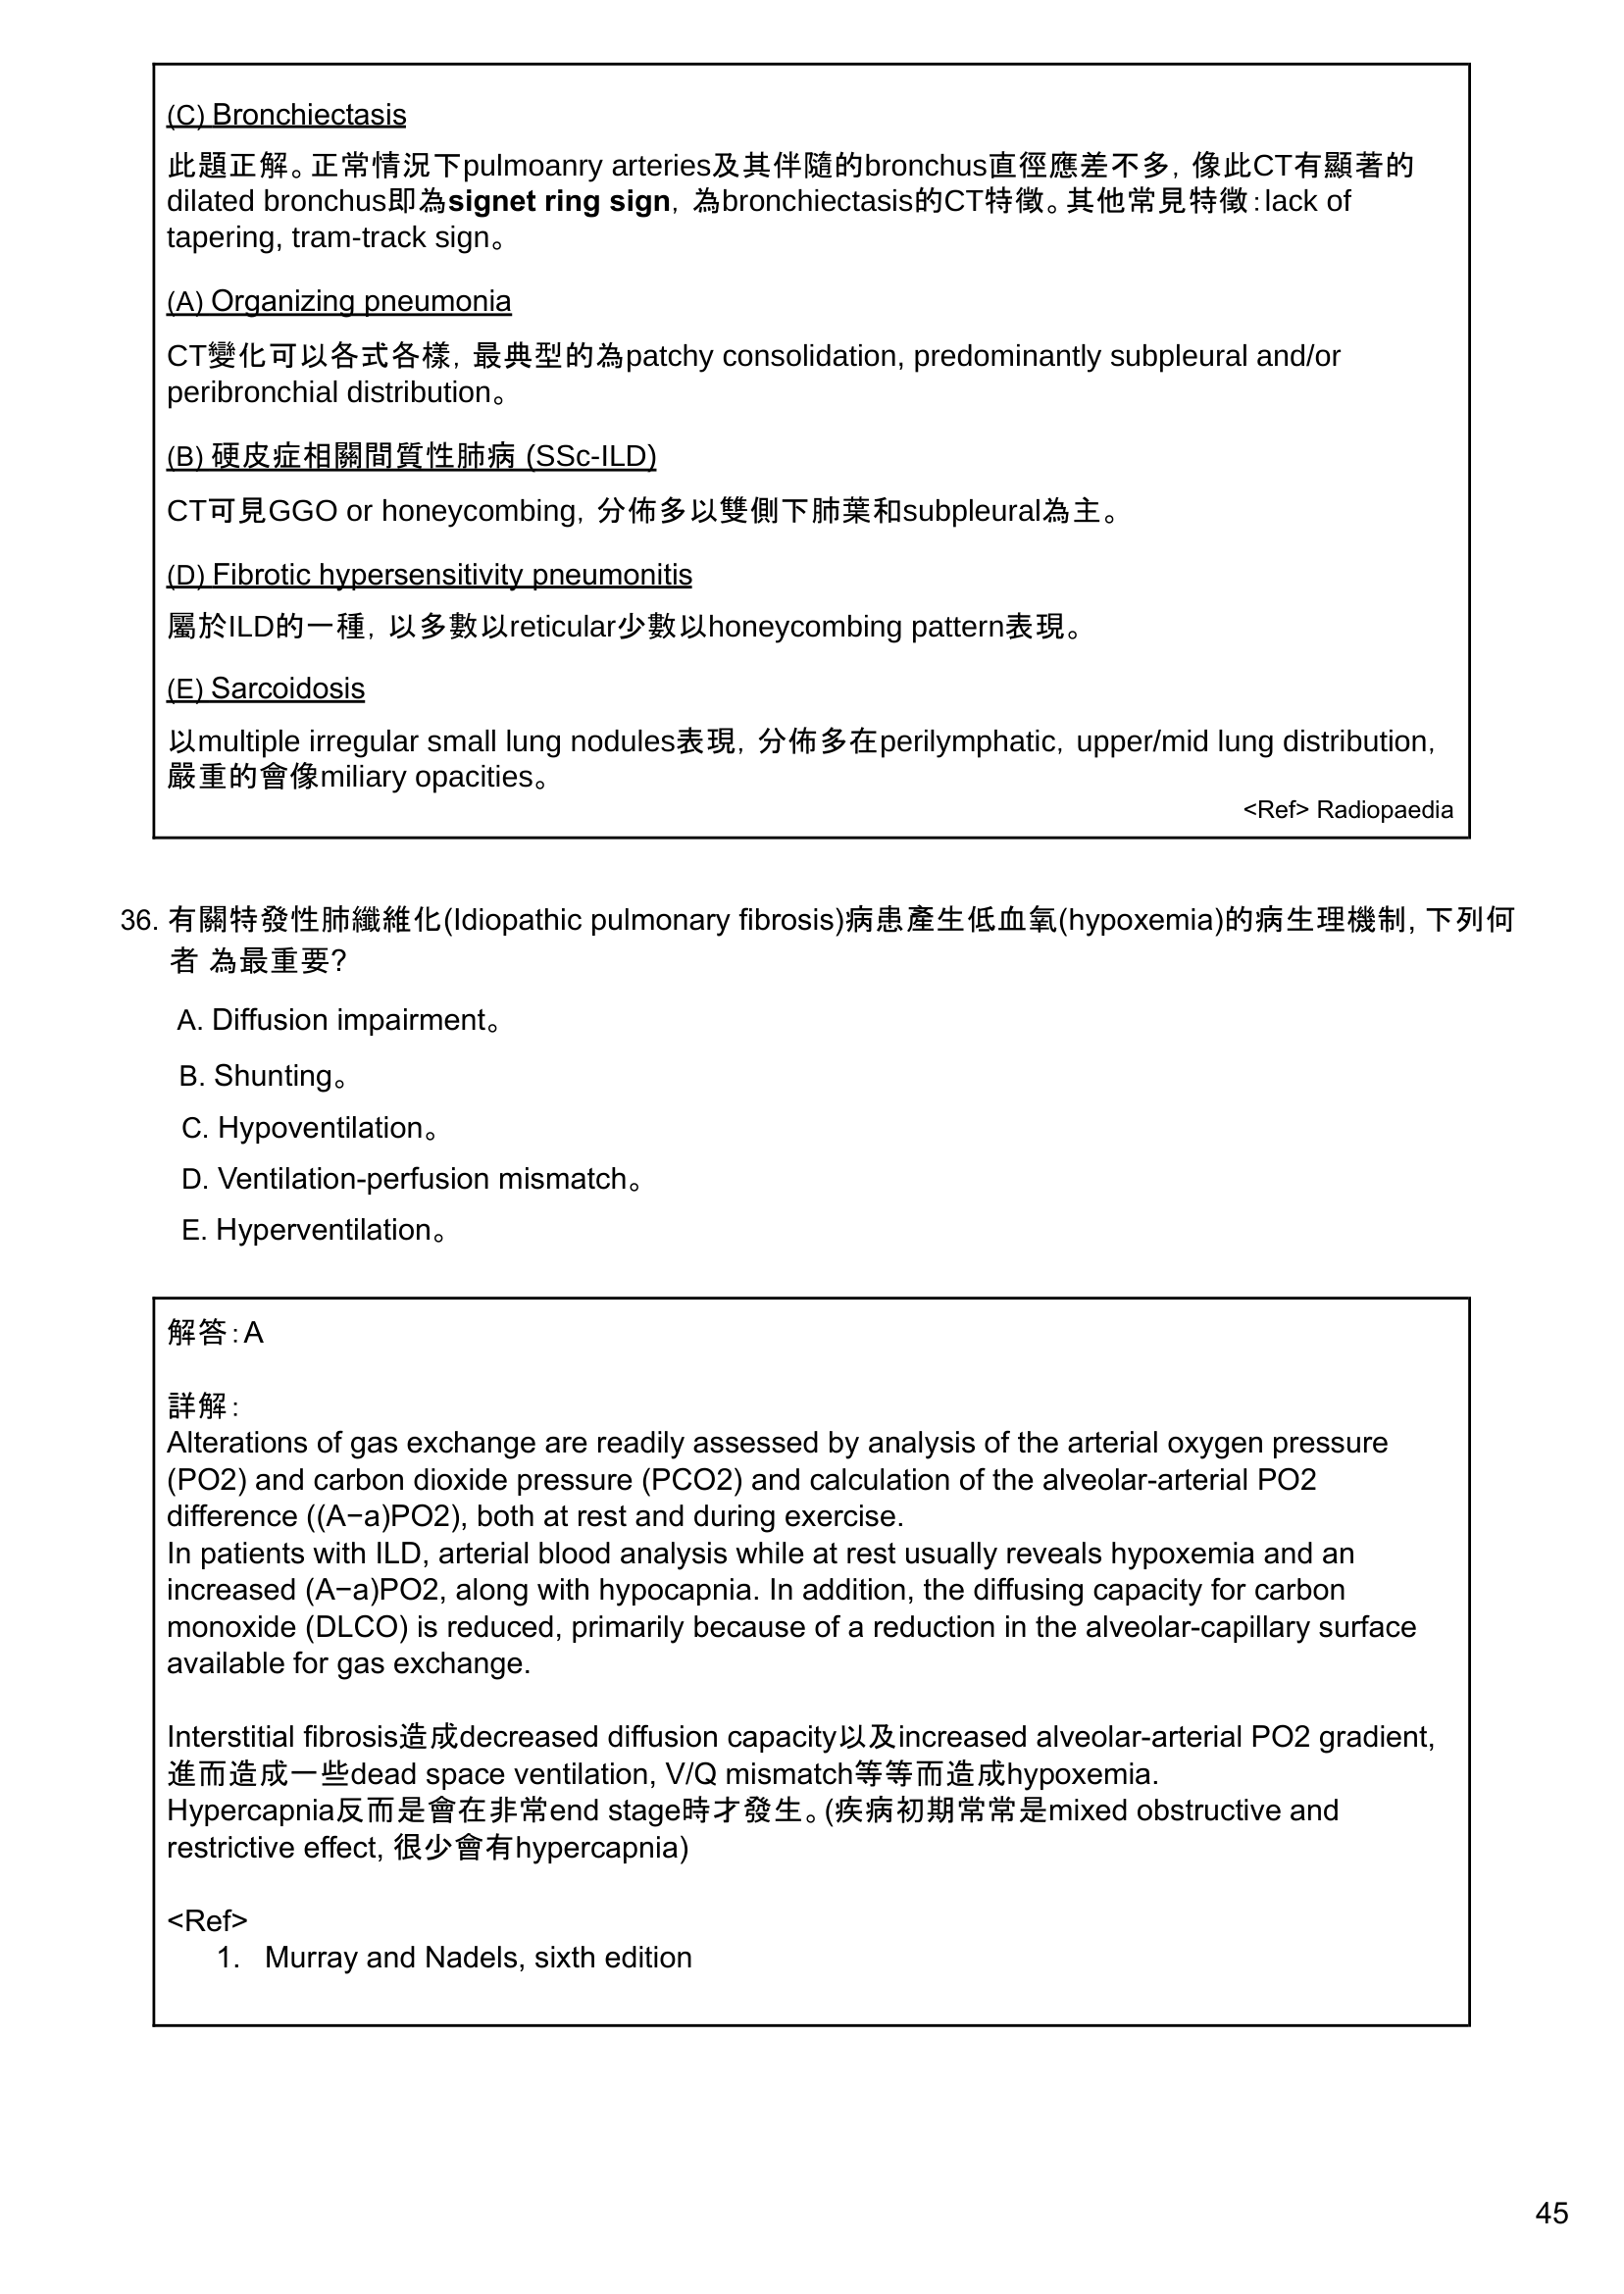 (C) Bronchiectasis
此題正解。正常情況下pulmoanry arteries及其伴隨的bronchus直徑應差不多，像此CT有顯著的
dilated bronchus即為signet ring sign，為bronchiectasis的CT特徵。其他常見特徵：lack of
tapering, tram-track sign。
(A) Organizing pneumonia
CT變化可以各式各樣，最典型的為patchy consolidation, predominantly subpleural and/or
peribronchial distribution。
(B) 硬皮症相關間質性肺病 (SSc-ILD)
CT可見GGO or honeycombing，分佈多以雙側下肺葉和subpleural為主。
(D) Fibrotic hypersensitivity pneumonitis
屬於ILD的一種，以多數以reticular少數以honeycombing pattern表現。
(E) Sarcoidosis
以multiple irregular small lung nodules表現，分佈多在perilymphatic，upper/mid lung distribution,
嚴重的會像miliary opacities。
<Ref> Radiopaedia
36. 有關特發性肺纖維化(Idiopathic pulmonary fibrosis)病患產生低血氧(hypoxemia)的病生理機制，下列何
者 為最重要？
A. Diffusion impairment。
B. Shunting。
C. Hypoventilation。
D. Ventilation-perfusion mismatch。
E. Hyperventilation。
解答：A
詳解：
Alterations of gas exchange are readily assessed by analysis of the arterial oxygen pressure
(PO2) and carbon dioxide pressure (PCO2) and calculation of the alveolar-arterial PO2
difference ((A−a)PO2), both at rest and during exercise.
In patients with ILD, arterial blood analysis while at rest usually reveals hypoxemia and an
increased (A−a)PO2, along with hypocapnia. In addition, the diffusing capacity for carbon
monoxide (DLCO) is reduced, primarily because of a reduction in the alveolar-capillary surface
available for gas exchange.
Interstitial fibrosis造成decreased diffusion capacity以及increased alveolar-arterial PO2 gradient,
進而造成一些dead space ventilation, V/Q mismatch等等而造成hypoxemia.
Hypercapnia反而是會在非常end stage時才發生。(疾病初期常常是mixed obstructive and
restrictive effect, 很少會有hypercapnia)
<Ref>
1. Murray and Nadels, sixth edition
45